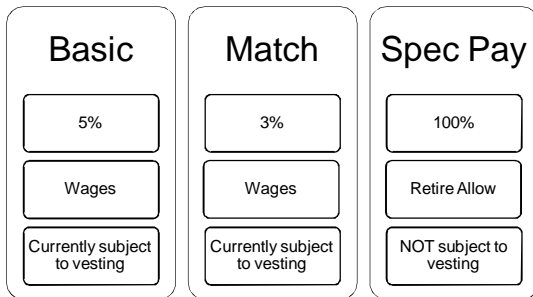 Basic
5%
Wages
Currently subject
to vesting
Match
3%
Wages
Currently subject
to vesting
Spec Pay
100%
Retire Allow
NOT subject to
vesting